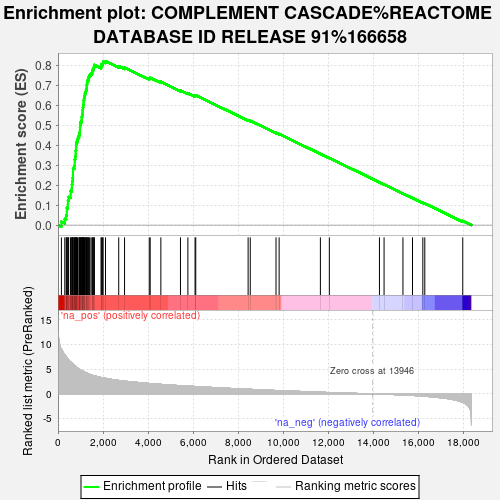 Enrichment plot: COMPLEMENT CASCADE%REACTOME
DATABASE ID RELEASE 91%166658
Enrichment score (ES)
0.8
0.7
0.6
0.5
0.4
0.3
0.2
0.1
0.0
'na_pos' (positively correlated)
Ranked list metric (PreRanked)
15
10
5
0
-5
Zero cross at 13946
'na_neg' (negatively correlated)
0 2,000 4,000 6,000 8,000 10,000 12,000 14,000 16,000 18,000
Rank in Ordered Dataset
Enrichment profile Hits Ranking metric scores